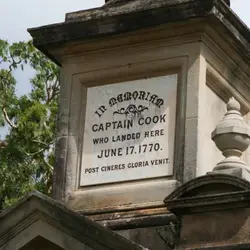 IN MEMORIAM
CAPTAIN COOK
WHO LANDED HERE
JUNE 17. 1770.
POST CINERES GLORIA VENIT.